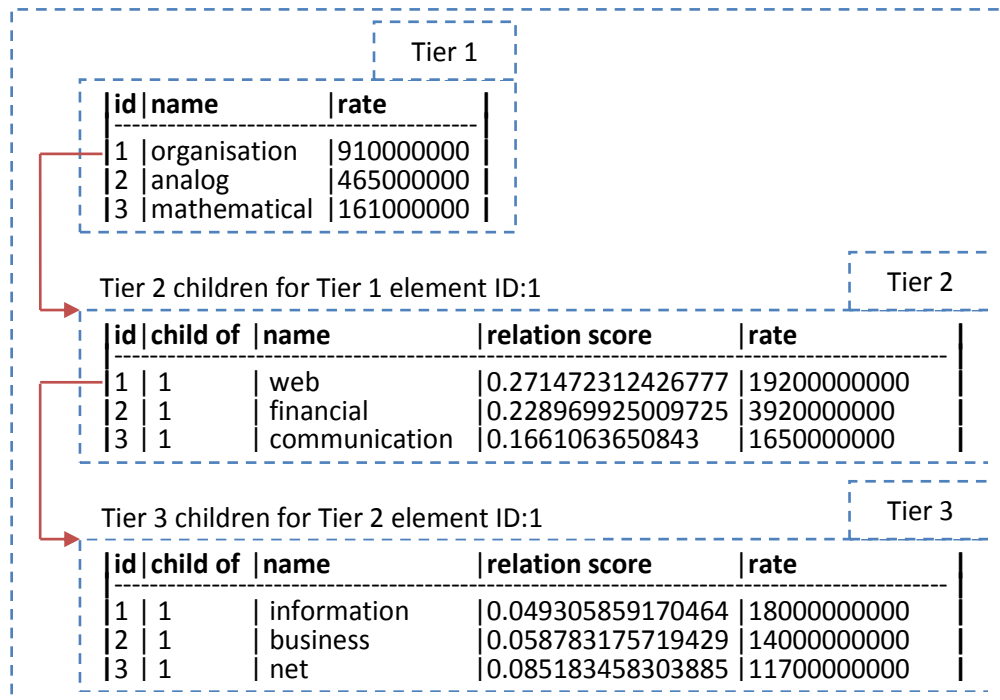 Tier 1
|id|name |rate |
|1 |organisation |910000000 |
|2 |analog |465000000 |
|3 |mathematical |161000000 |
Tier 2 children for Tier 1 element ID:1
Tier 2
|id|child of |name |relation score |rate |
|1 | 1 | web |0.271472312426777 |19200000000
|2 | 1 | financial |0.228969925009725 |3920000000 |
|3 | 1 | communication |0.1661063650843 |1650000000 |
Tier 3 children for Tier 2 element ID:1
Tier 3
|id|child of |name |relation score |rate |
|1 | 1 | information |0.049305859170464 |18000000000
|2 | 1 | business |0.058783175719429 |14000000000 |
|3 | 1 | net |0.085183458303885 |11700000000 |